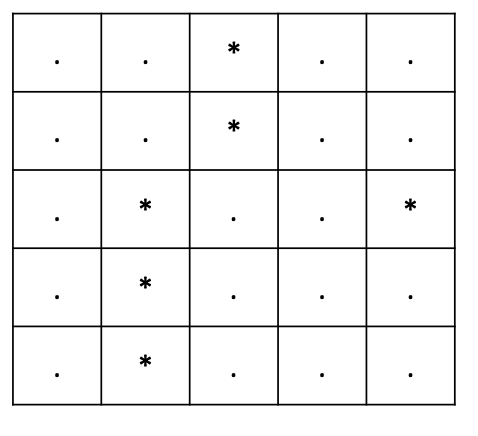 . . * . .
. . * . .
. * . . *
. * . . .
. * . . .